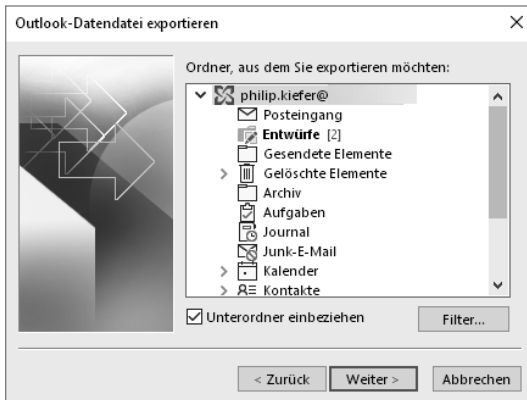 Outlook-Datendatei exportieren
Ordner, aus dem Sie exportieren möchten:
philip.kiefer@
Posteingang
Entwürfe [2]
Gesendete Elemente
Gelöschte Elemente
Archiv
Aufgaben
Journal
Junk-E-Mail
Kalender
Kontakte
Unterordner einbeziehen
Filter...
< Zurück
Weiter >
Abbrechen